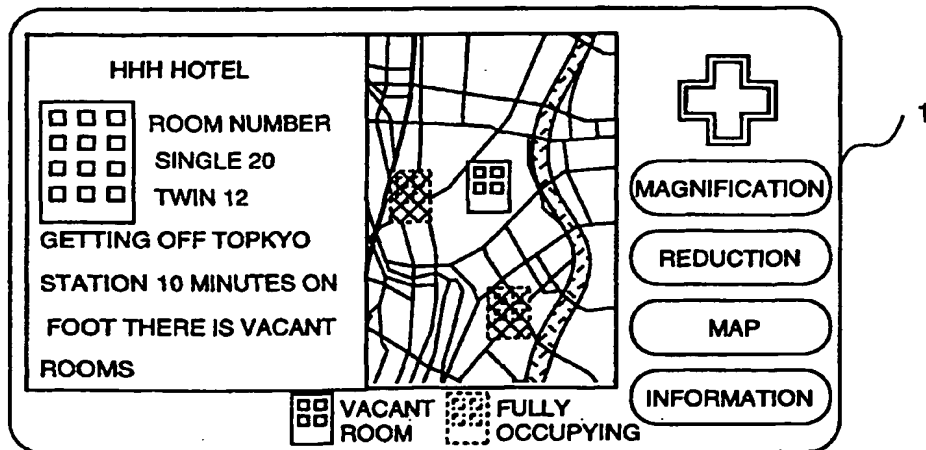 HHH HOTEL
ROOM NUMBER
SINGLE 20
TWIN 12
GETTING OFF TOPKYO
STATION 10 MINUTES ON
FOOT THERE IS VACANT
ROOMS
MAGNIFICATION
REDUCTION
MAP
INFORMATION
VACANT
ROOM
FULLY
OCCUPYING
1